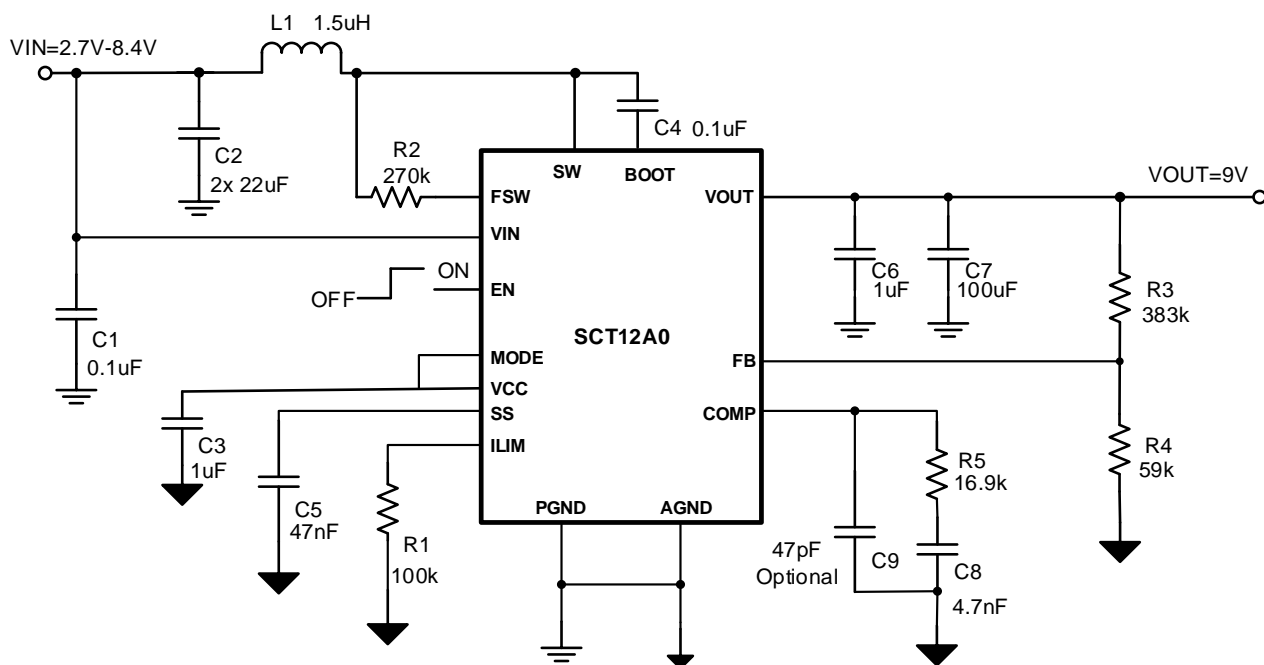 L1 1.5uH
VIN=2.7V-8.4V
C4 0.1uF
C2
2x 22uF
R2
270k
SW
BOOT
FSW
VOUT
VOUT=9V
VIN
ON
OFF
EN
C6
1uF
C7
100uF
R3
383k
C1
0.1uF
SCT12A0
MODE
FB
VCC
SS
COMP
C3
1uF
ILIM
R5
16.9k
R4
59k
C5
47nF
R1
100k
PGND
AGND
47pF
Optional
C9
C8
4.7nF